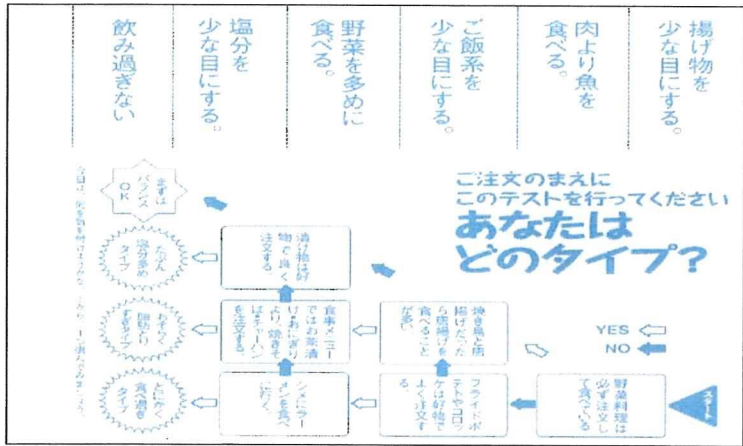 揚げ物を
少な目にする。
肉より魚を
食べる。
ご飯系を
少な目にする。
野菜を多めに
食べる。
塩分を
少な目にする。
飲み過ぎない
ご注文のまえに
このテストを行ってください
あなたは
どのタイプ?
YES
NO
スタート
野菜料理は
必ず注文し
て食べている
フライドポ
テトやコロッ
ケは好物で
よく注文す
る
焼き鳥と唐
揚げだった
ら唐揚げを
食べること
が多い。
シメにラー
メンを食べ
に行く。
食事メニュー
ではお茶漬
け・おにぎり
より、焼きそ
ば・チャーハン
を注文する。
漬け物は好
物で良く
注文する。
まずは
バランス
OK
たぶん
塩分多め
タイプ
おそらく
脂肪とり
すぎタイプ
とにかく
食べ過ぎ
タイプ